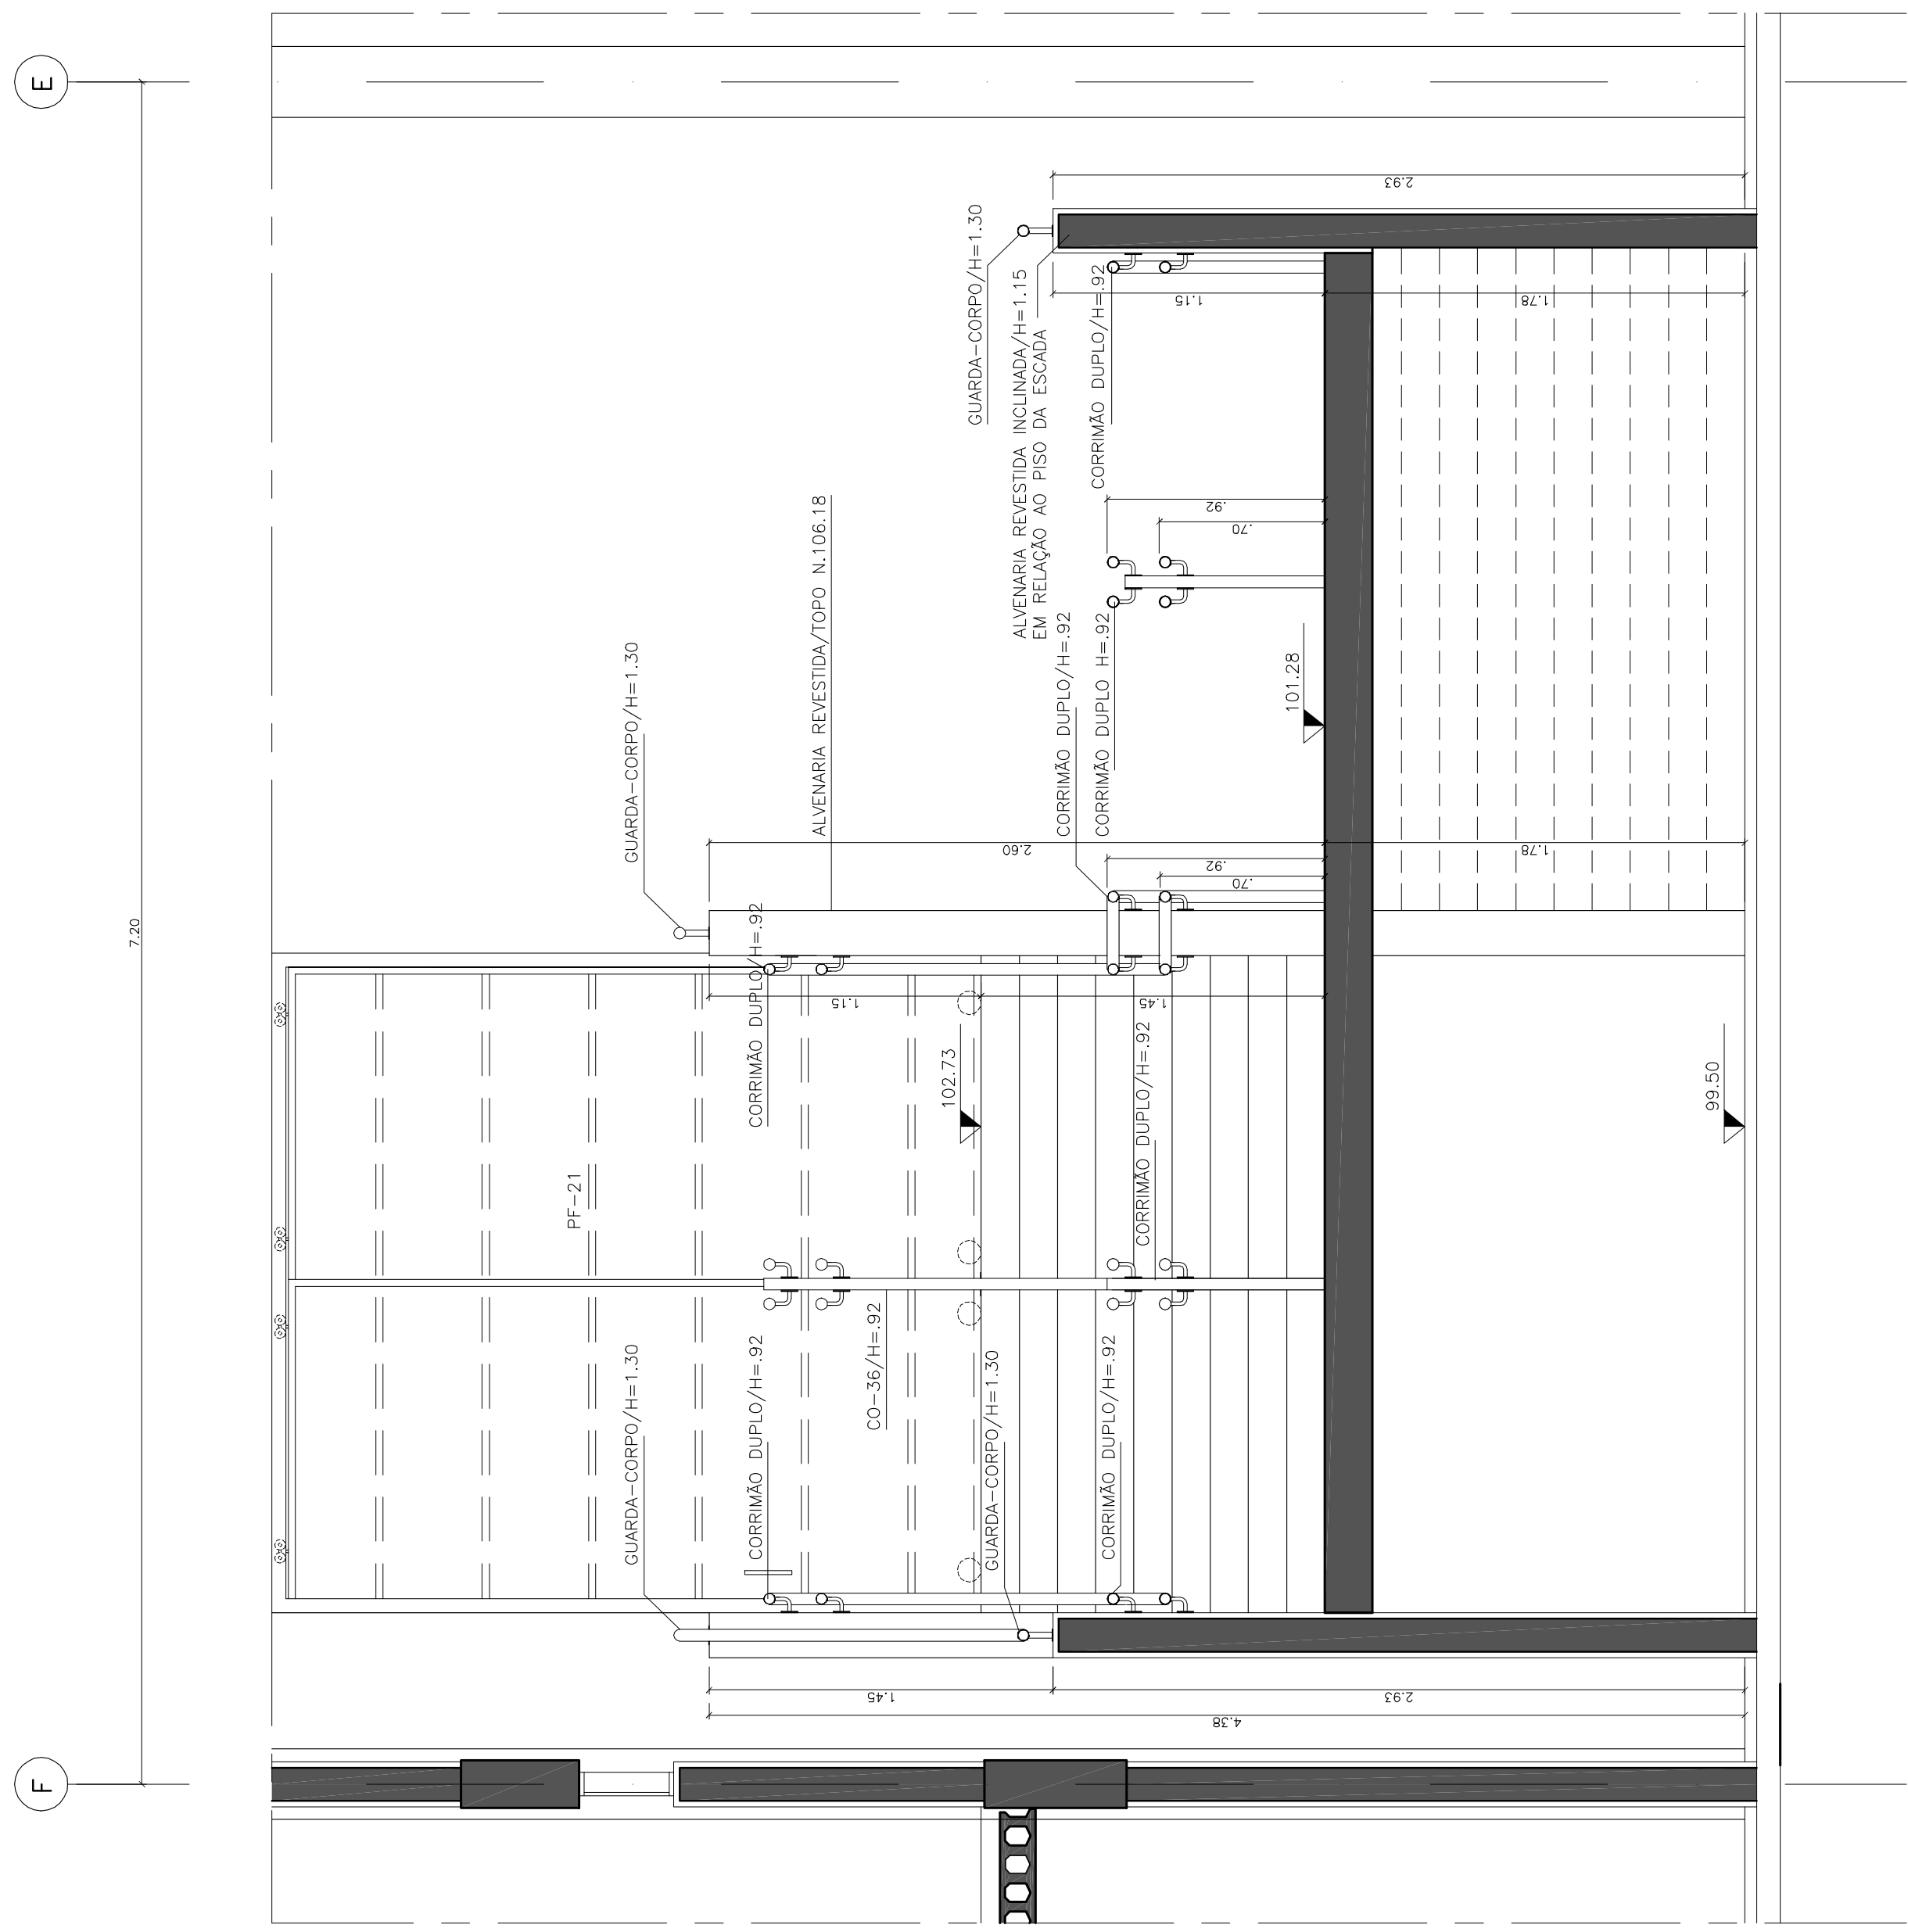 E
F
7.20
2.93
GUARDA-CORPO/H=1.30
ALVENARIA REVESTIDA INCLINADA/H=1.15
EM RELAÇÃO AO PISO DA ESCADA
CORRIMÃO DUPLO/H=.92
1.15
1.78
.92
.70
ALVENARIA REVESTIDA/TOPO N.106.18
GUARDA-CORPO/H=1.30
CORRIMÃO DUPLO/H=.92
CORRIMÃO DUPLO H=.92
101.28
2.60
1.78
.92
.70
CORRIMÃO DUPLO/H=.92
1.15
1.45
102.73
CORRIMÃO DUPLO/H=.92
99.50
PF-21
GUARDA-CORPO/H=1.30
CORRIMÃO DUPLO/H=.92
CO-36/H=.92
GUARDA-CORPO/H=1.30
CORRIMÃO DUPLO/H=.92
1.45
2.93
4.38